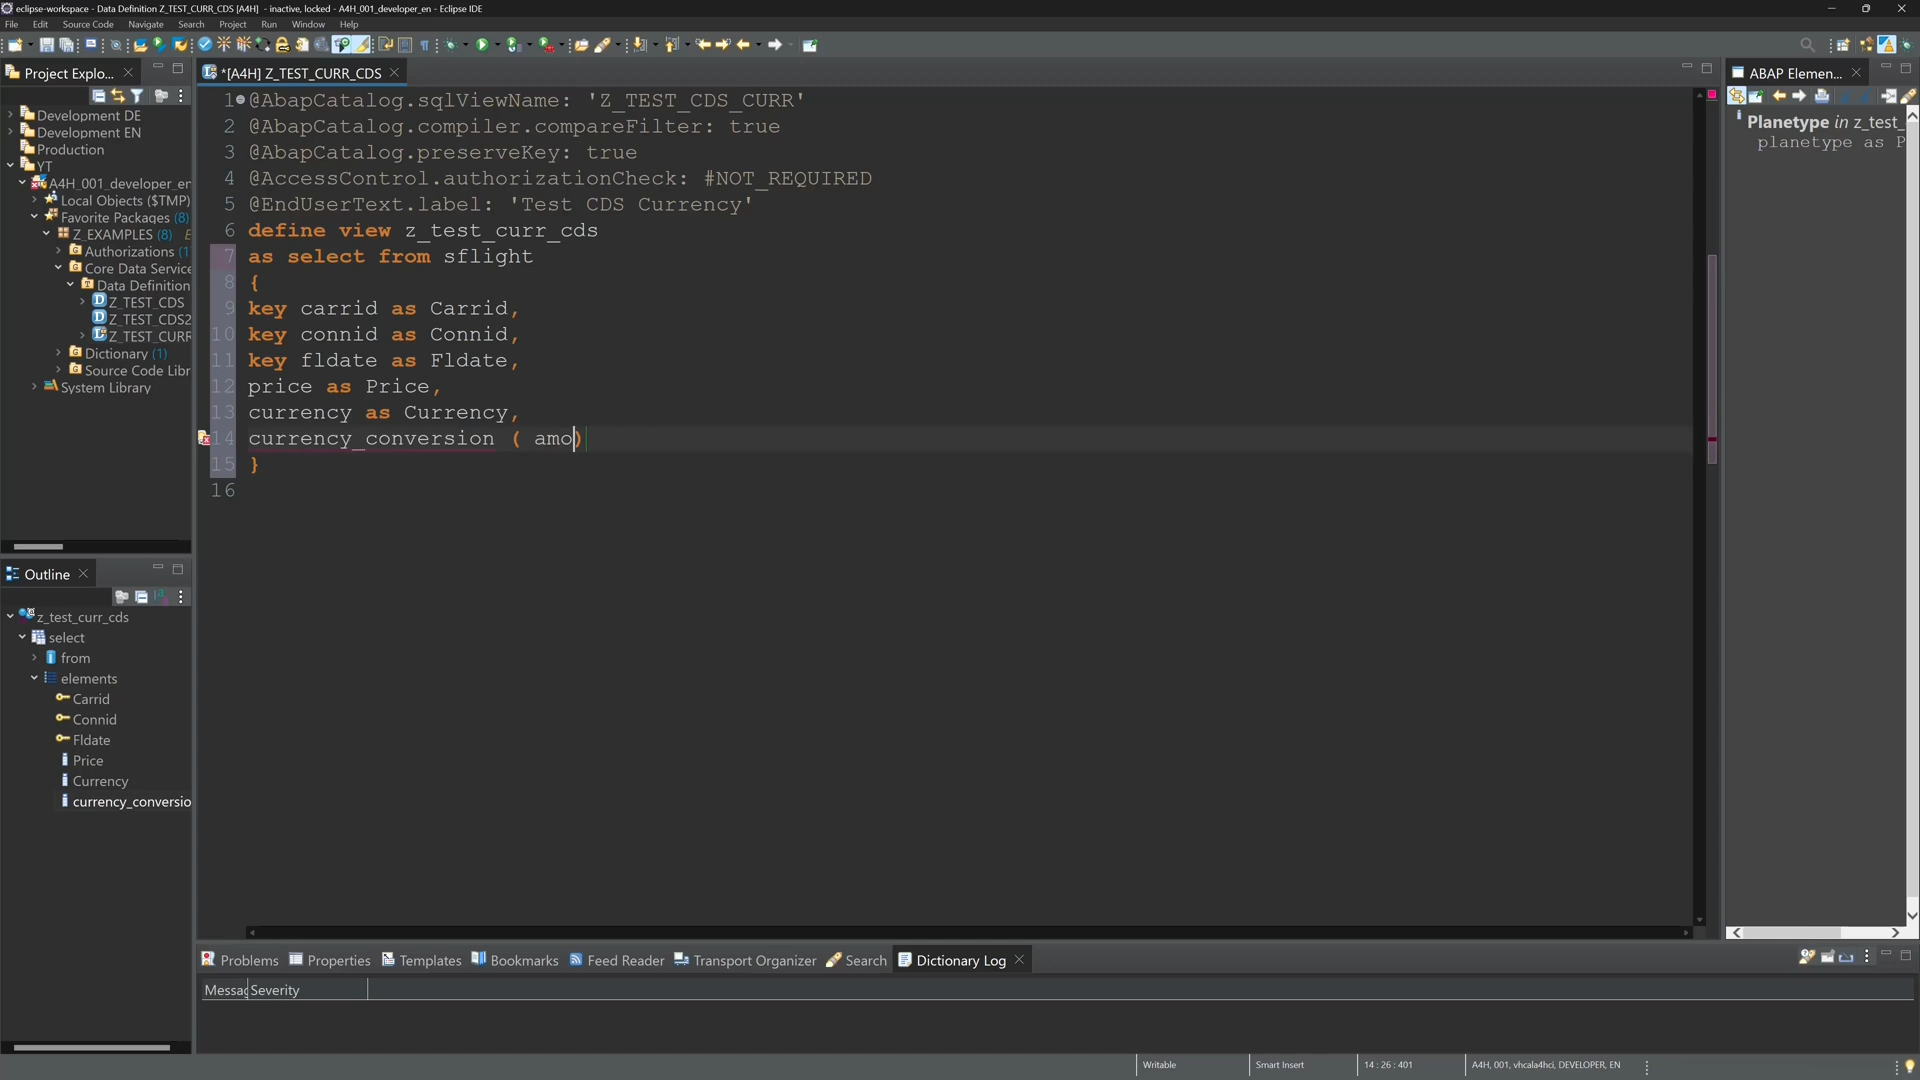 eclipse-workspace - Data Definition Z_TEST_CURR_CDS [A4H] - inactive, locked - A4H_001_developer_en - Eclipse IDE
File Edit Source Code Navigate Search Project Run Window Help
Project Explo...
Development DE
Development EN
Production
YT
A4H_001_developer_en
Local Objects ($TMP)
Favorite Packages (8)
Z_EXAMPLES (8)
Authorizations (1
Core Data Service
Data Definition
Z_TEST_CDS
Z_TEST_CDS2
Z_TEST_CURR
Dictionary (1)
Source Code Libr
System Library
Outline
z_test_curr_cds
select
from
elements
Carrid
Connid
Fldate
Price
Currency
currency_conversio
*[A4H] Z_TEST_CURR_CDS
1 @AbapCatalog.sqlViewName: 'Z_TEST_CDS_CURR'
2 @AbapCatalog.compiler.compareFilter: true
3 @AbapCatalog.preserveKey: true
4 @AccessControl.authorizationCheck: #NOT_REQUIRED
5 @EndUserText.label: 'Test CDS Currency'
6 define view z_test_curr_cds
7 as select from sflight
8 {
9 key carrid as Carrid,
10 key connid as Connid,
11 key fldate as Fldate,
12 price as Price,
13 currency as Currency,
14 currency_conversion ( amo)
15 }
16
ABAP Elemen...
Planetype in z_test_
planetype as P
Problems Properties Templates Bookmarks Feed Reader Transport Organizer Search Dictionary Log
Messag Severity
Writable Smart Insert 14 : 26 : 401 A4H, 001, vhcala4hci, DEVELOPER, EN